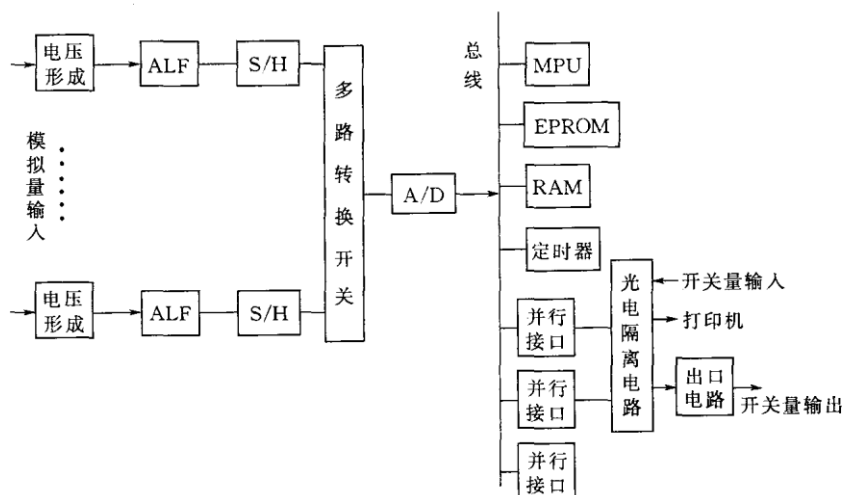 电压
形成
ALF
S/H
多路转换开关
模拟量输入
电压
形成
ALF
S/H
A/D
总线
MPU
EPROM
RAM
定时器
并行
接口
并行
接口
并行
接口
光电隔离电路
开关量输入
打印机
出口
电路
开关量输出